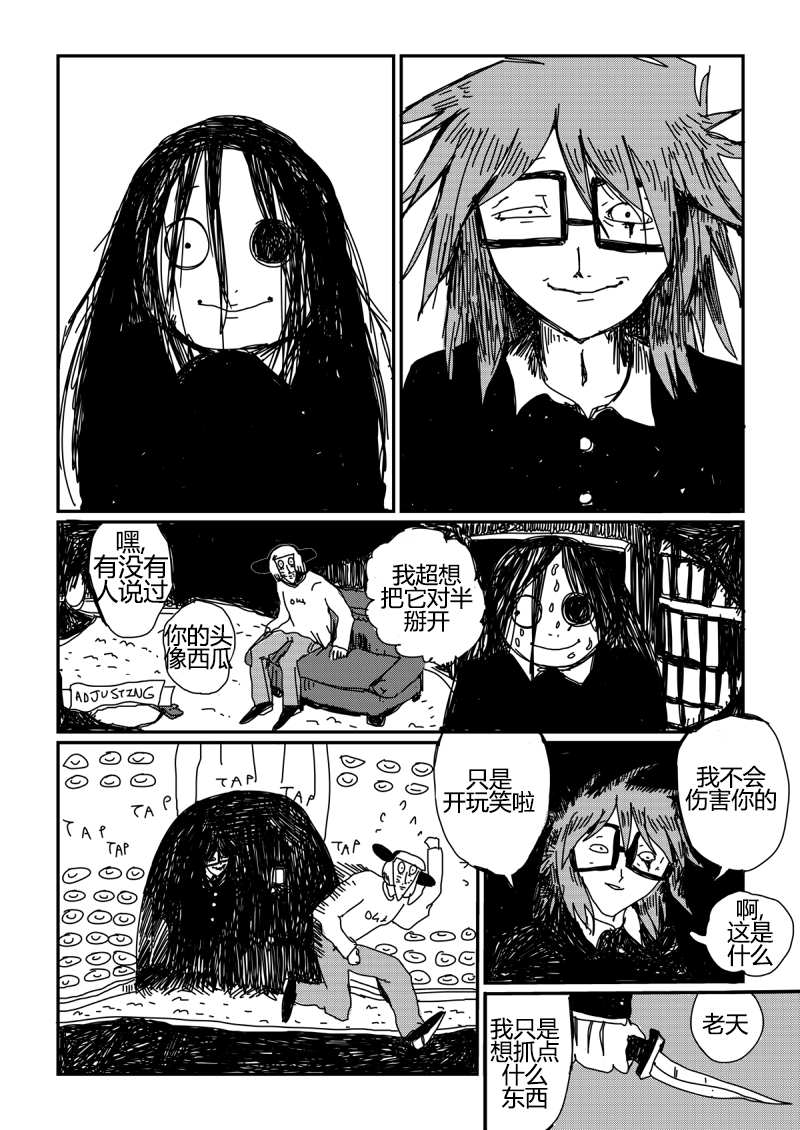 嘿,
有没有
人说过
你的头
像西瓜
我超想
把它对半
掰开
ADJUSTING
只是
开玩笑啦
我不会
伤害你的
啊,
这是
什么
TAP
TAP
TAP
TAP
TAP
TAP
老天
我只是
想抓点
什么
东西